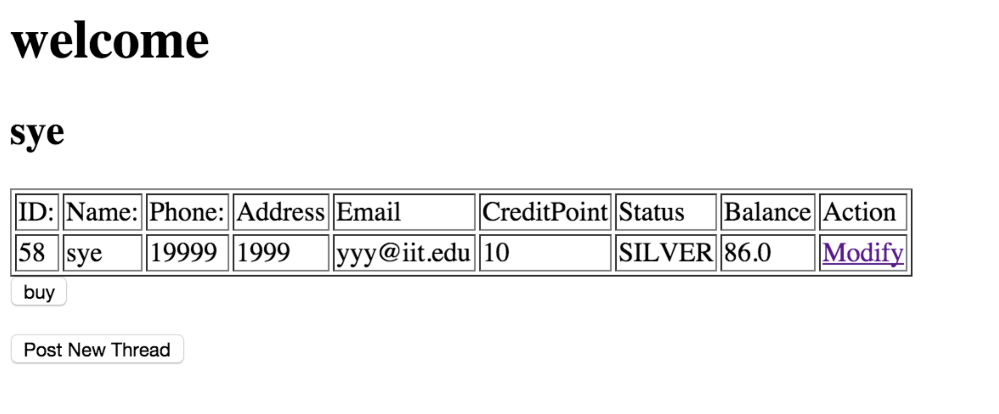 welcome
sye
ID: Name: Phone: Address Email CreditPoint Status Balance Action
58 sye 19999 1999 yyy@iit.edu 10 SILVER 86.0 Modify
buy
Post New Thread